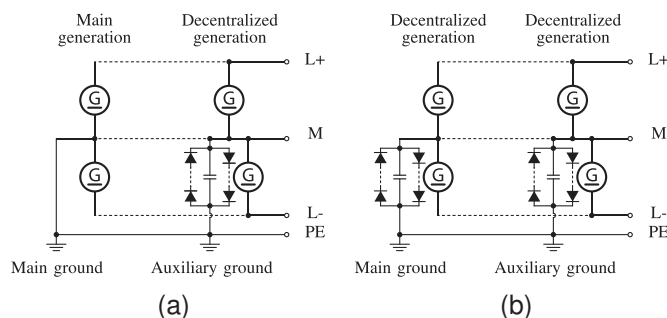 Main generation
Decentralized generation
L+
G
G
M
G
G
L-
PE
Main ground
Auxiliary ground
(a)
Decentralized generation
Decentralized generation
L+
G
G
M
G
G
L-
PE
Main ground
Auxiliary ground
(b)